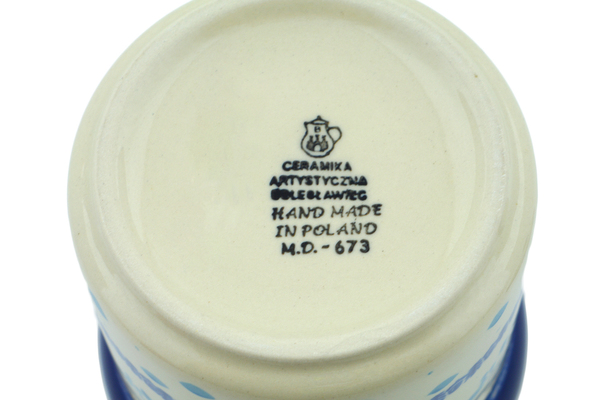 B
CERAMIKA
ARTYSTYCZNA
BOLESŁAWIEC
HAND MADE
IN POLAND
M.D. - 673